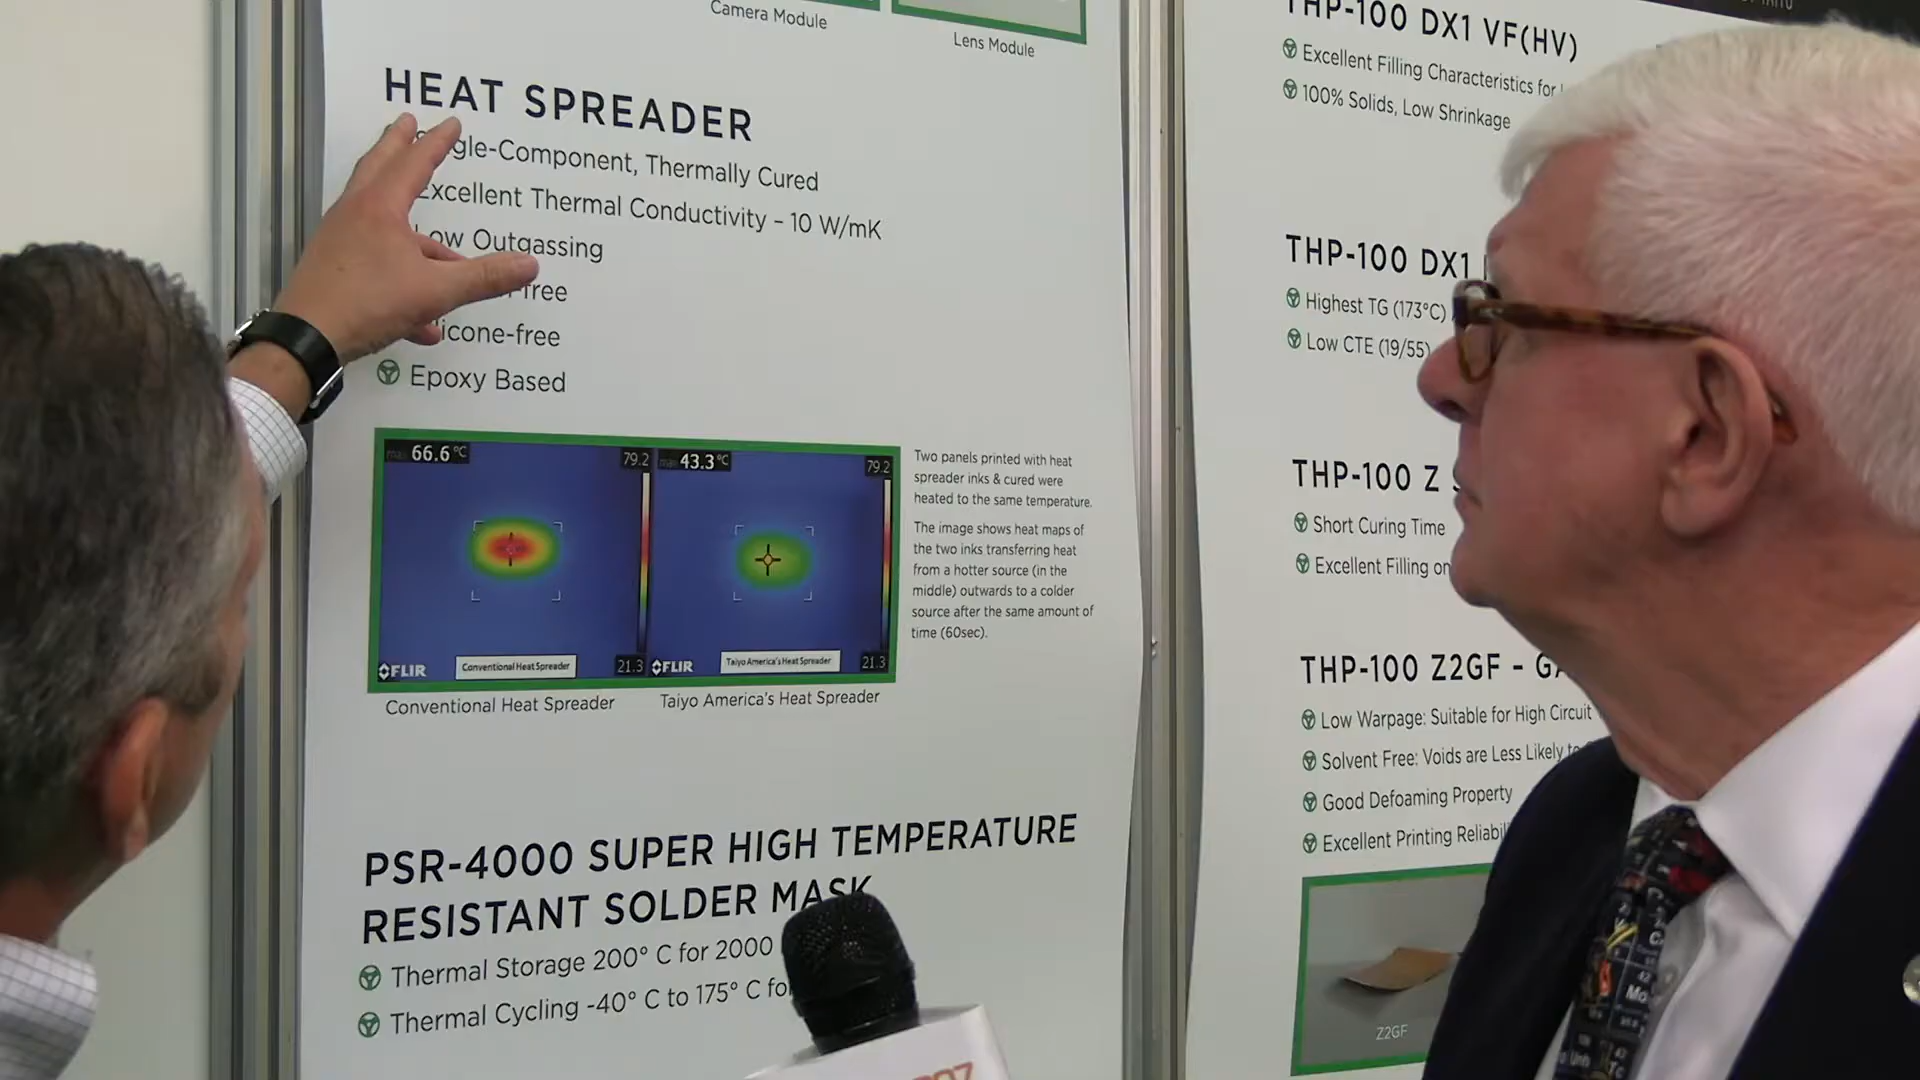 Camera Module
Lens Module
HEAT SPREADER
gle-Component, Thermally Cured
Excellent Thermal Conductivity – 10 W/mK
Low Outgassing
-free
icone-free
Epoxy Based
max 66.6 °C
79.2
max 43.3 °C
79.2
FLIR
Conventional Heat Spreader
21.3
FLIR
Taiyo America's Heat Spreader
21.3
Conventional Heat Spreader
Taiyo America's Heat Spreader
Two panels printed with heat
spreader inks & cured were
heated to the same temperature.
The image shows heat maps of
the two inks transferring heat
from a hotter source (in the
middle) outwards to a colder
source after the same amount of
time (60sec).
PSR-4000 SUPER HIGH TEMPERATURE
RESISTANT SOLDER MASK
Thermal Storage 200° C for 2000
Thermal Cycling -40° C to 175° C fo
THP-100 DX1 VF(HV)
Excellent Filling Characteristics for
100% Solids, Low Shrinkage
THP-100 DX1
Highest TG (173°C)
Low CTE (19/55)
THP-100 Z
Short Curing Time
Excellent Filling on
THP-100 Z2GF –
Low Warpage: Suitable for High Circuit
Solvent Free: Voids are Less Likely to
Good Defoaming Property
Excellent Printing Reliabil
Z2GF